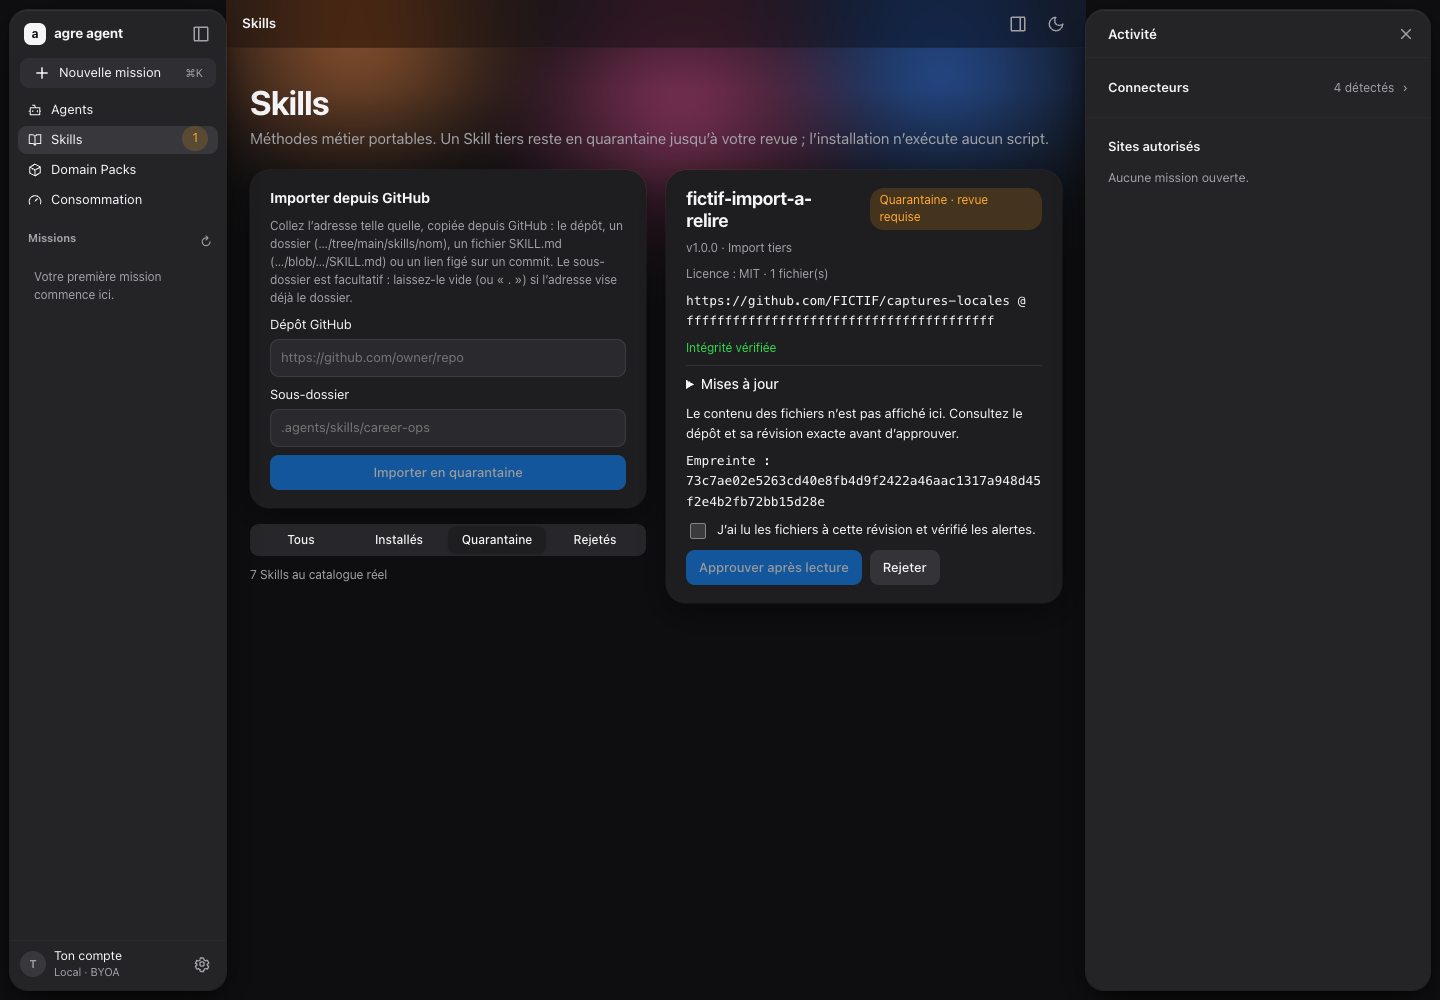 agre agent
Nouvelle mission ⌘K
Agents
Skills 1
Domain Packs
Consommation
Missions
Votre première mission
commence ici.
T
Ton compte
Local · BYOA
Skills
Skills
Méthodes métier portables. Un Skill tiers reste en quarantaine jusqu’à votre revue ; l’installation n’exécute aucun script.
Importer depuis GitHub
Collez l’adresse telle quelle, copiée depuis GitHub : le dépôt, un
dossier (…/tree/main/skills/nom), un fichier SKILL.md
(…/blob/…/SKILL.md) ou un lien figé sur un commit. Le sous-
dossier est facultatif : laissez-le vide (ou « . ») si l’adresse vise
déjà le dossier.
Dépôt GitHub
https://github.com/owner/repo
Sous-dossier
.agents/skills/career-ops
Importer en quarantaine
Tous Installés Quarantaine Rejetés
7 Skills au catalogue réel
fictif-import-a-
relire
Quarantaine · revue
requise
v1.0.0 · Import tiers
Licence : MIT · 1 fichier(s)
https://github.com/FICTIF/captures-locales @
ffffffffffffffffffffffffffffffffffffffff
Intégrité vérifiée
Mises à jour
Le contenu des fichiers n’est pas affiché ici. Consultez le
dépôt et sa révision exacte avant d’approuver.
Empreinte :
73c7ae02e5263cd40e8fb4d9f2422a46aac1317a948d45
f2e4b2fb72bb15d28e
J’ai lu les fichiers à cette révision et vérifié les alertes.
Approuver après lecture Rejeter
Activité
Connecteurs 4 détectés ›
Sites autorisés
Aucune mission ouverte.